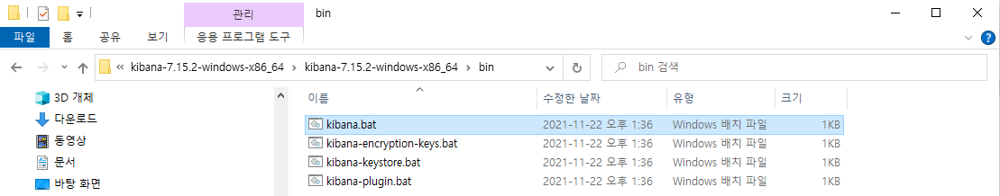 관리 bin
파일 홈 공유 보기 응용 프로그램 도구
« kibana-7.15.2-windows-x86_64 > kibana-7.15.2-windows-x86_64 > bin bin 검색
이름 수정한 날짜 유형 크기
3D 개체
다운로드
동영상
문서
바탕 화면
kibana.bat 2021-11-22 오후 1:36 Windows 배치 파일 1KB
kibana-encryption-keys.bat 2021-11-22 오후 1:36 Windows 배치 파일 1KB
kibana-keystore.bat 2021-11-22 오후 1:36 Windows 배치 파일 1KB
kibana-plugin.bat 2021-11-22 오후 1:36 Windows 배치 파일 1KB